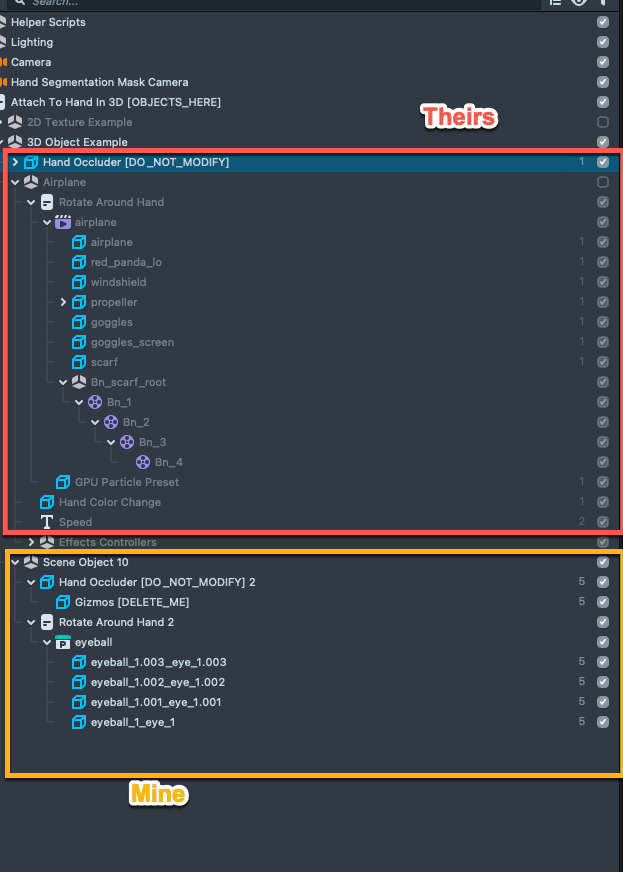 Search...
Helper Scripts
Lighting
Camera
Hand Segmentation Mask Camera
Attach To Hand In 3D [OBJECTS_HERE]
Theirs
2D Texture Example
3D Object Example
Hand Occluder [DO_NOT_MODIFY] 1
Airplane
Rotate Around Hand
airplane
airplane 1
red_panda_lo 1
windshield 1
propeller 1
goggles 1
goggles_screen 1
scarf 1
Bn_scarf_root
Bn_1
Bn_2
Bn_3
Bn_4
GPU Particle Preset 1
Hand Color Change 1
T Speed 2
Effects Controllers
Scene Object 10
Hand Occluder [DO_NOT_MODIFY] 2 5
Gizmos [DELETE_ME] 5
Rotate Around Hand 2
P eyeball
eyeball_1.003_eye_1.003 5
eyeball_1.002_eye_1.002 5
eyeball_1.001_eye_1.001 5
eyeball_1_eye_1 5
Mine